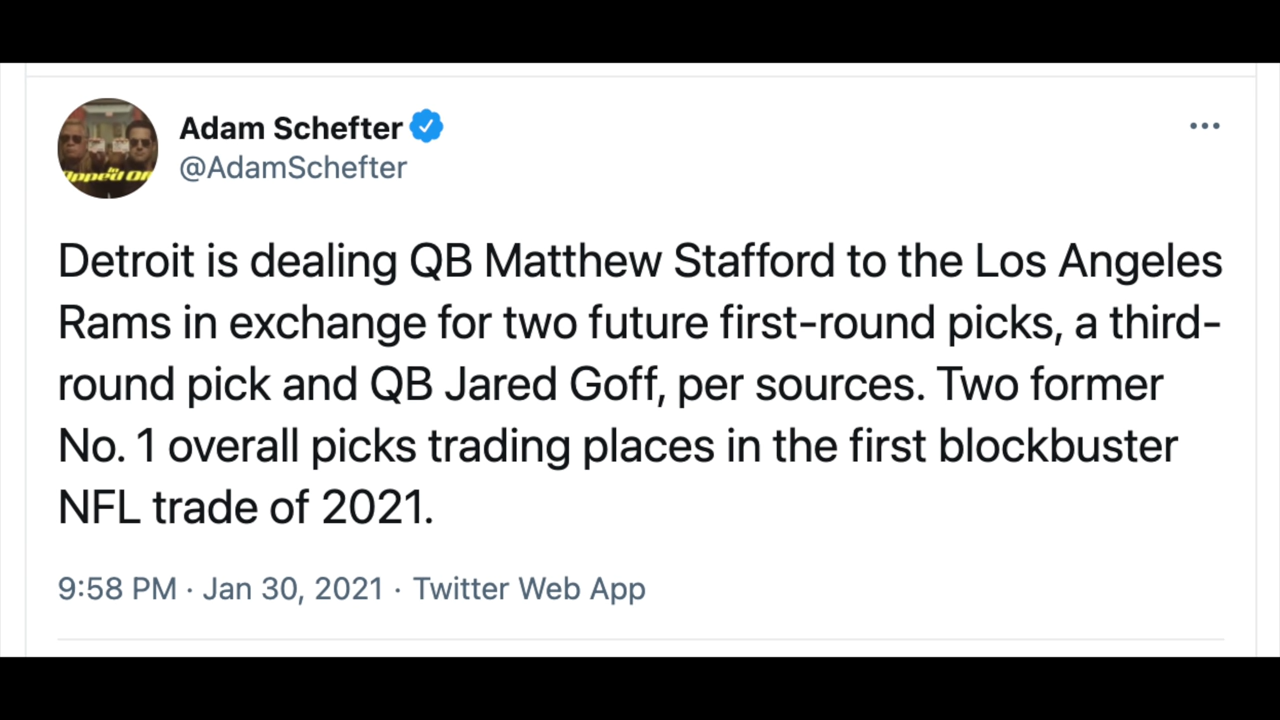 Adam Schefter
@AdamSchefter
Detroit is dealing QB Matthew Stafford to the Los Angeles
Rams in exchange for two future first-round picks, a third-
round pick and QB Jared Goff, per sources. Two former
No. 1 overall picks trading places in the first blockbuster
NFL trade of 2021.
9:58 PM · Jan 30, 2021 · Twitter Web App